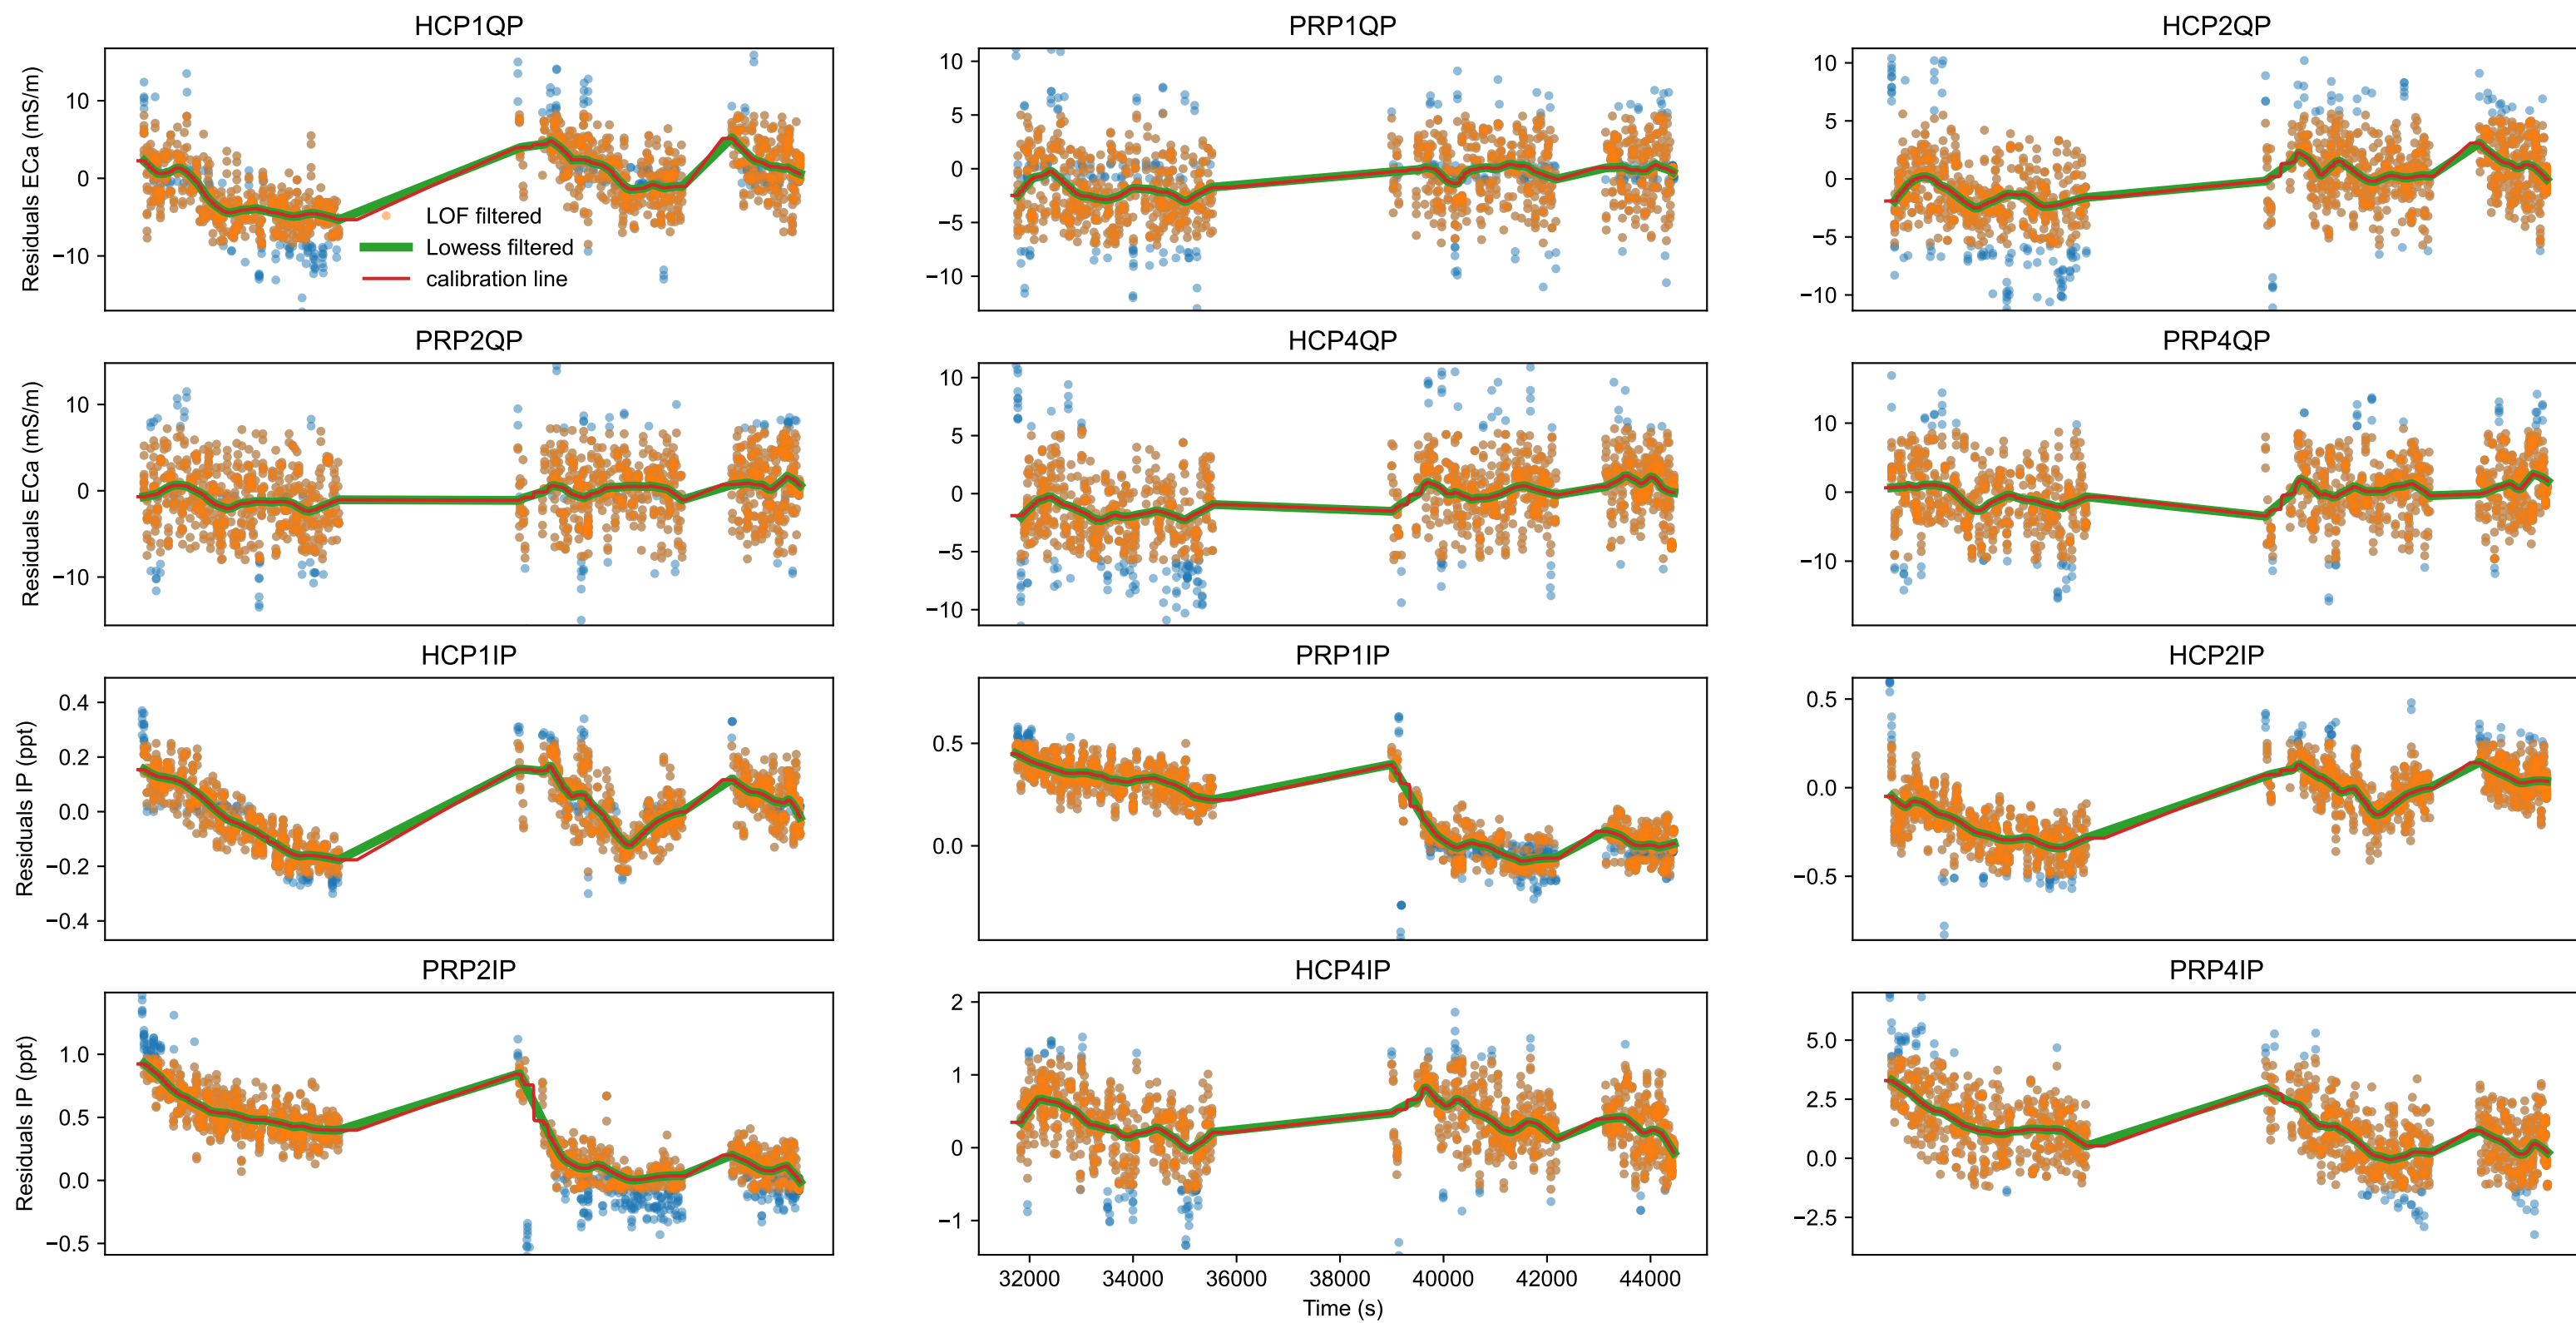 HCP1QP
PRP1QP
HCP2QP
Residuals ECa (mS/m)
10
0
−10
10
5
0
−5
−10
10
5
0
−5
−10
LOF filtered
Lowess filtered
calibration line
PRP2QP
HCP4QP
PRP4QP
Residuals ECa (mS/m)
10
0
−10
10
5
0
−5
−10
10
0
−10
HCP1IP
PRP1IP
HCP2IP
Residuals IP (ppt)
0.4
0.2
0.0
−0.2
−0.4
0.5
0.0
0.5
0.0
−0.5
PRP2IP
HCP4IP
PRP4IP
Residuals IP (ppt)
1.0
0.5
0.0
−0.5
2
1
0
−1
5.0
2.5
0.0
−2.5
32000 34000 36000 38000 40000 42000 44000
Time (s)